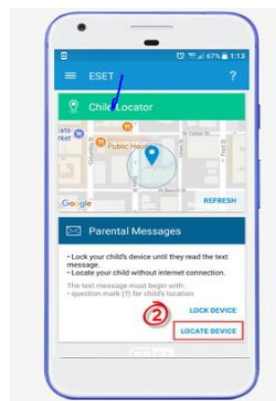 67% 1:13
ESET ?
Child Locator
Public House
Google
REFRESH
Parental Messages
• Lock your child's device until they read the text
message.
• Locate your child without internet connection.
The text message must begin with:
- question mark (?) for child's location
LOCK DEVICE
2
LOCATE DEVICE